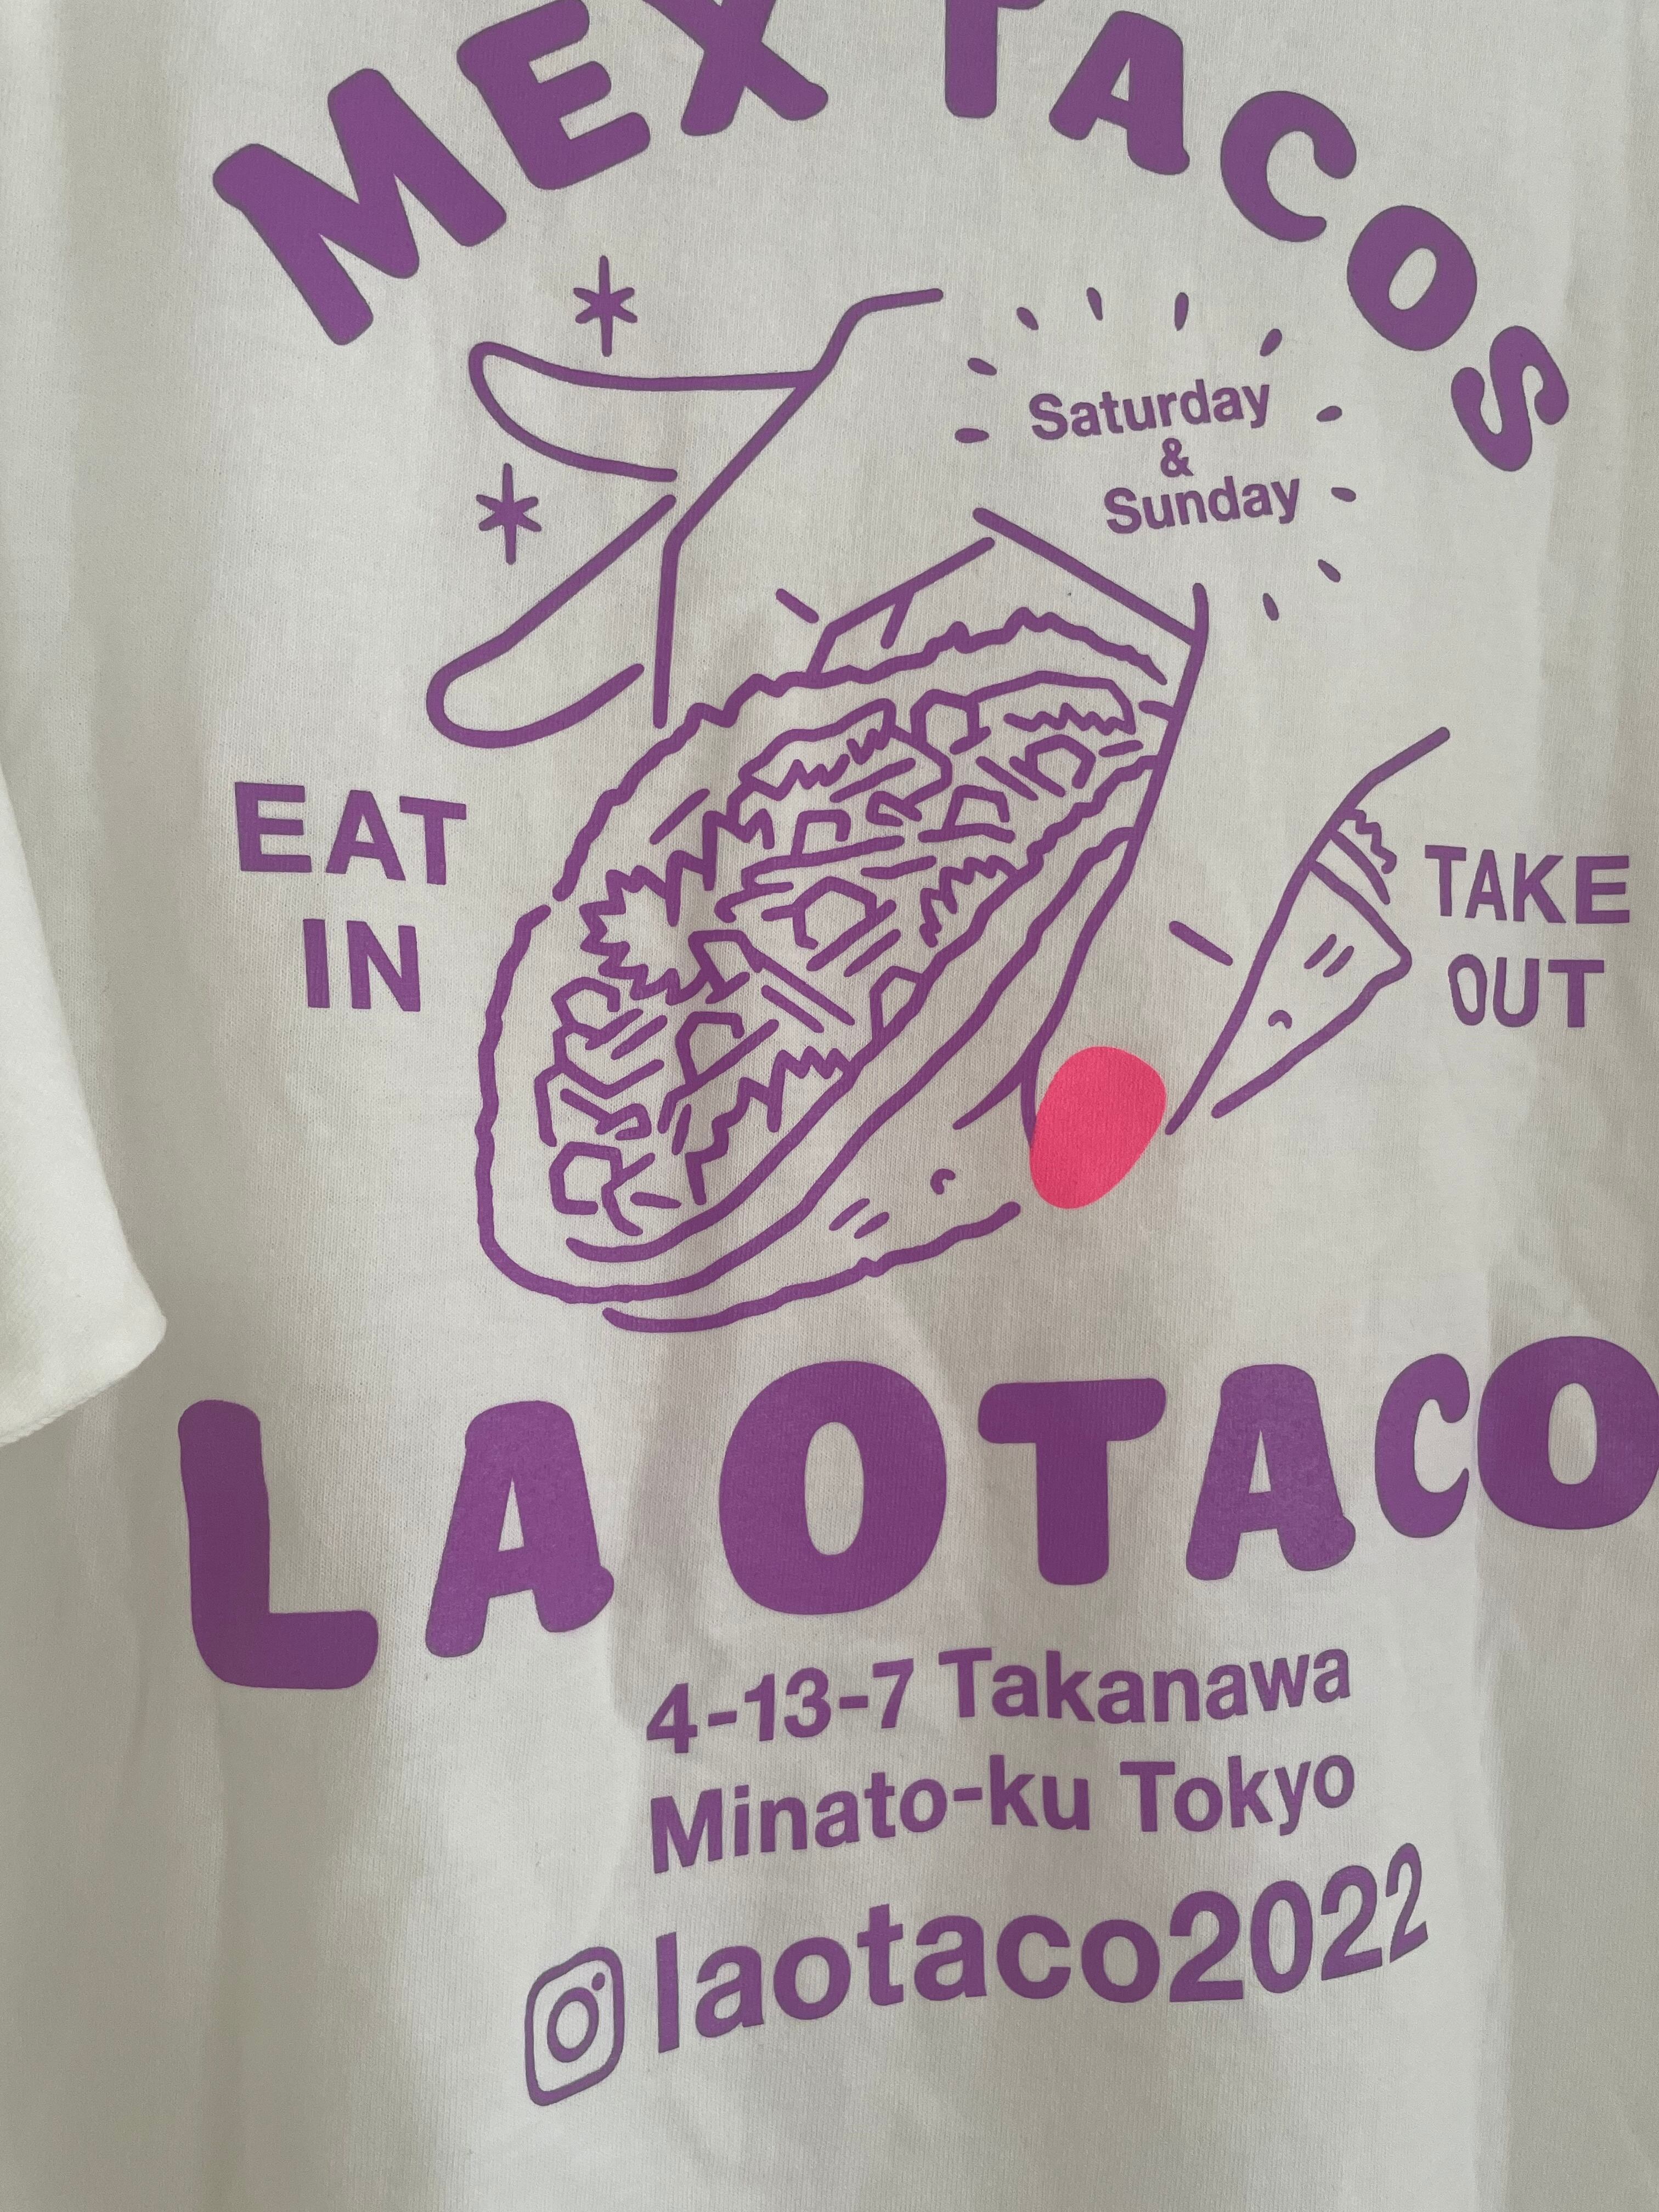 MEX TACOS
Saturday
&
Sunday
EAT
IN
TAKE
OUT
LA OTACO
4-13-7 Takanawa
Minato-ku Tokyo
laotaco2022